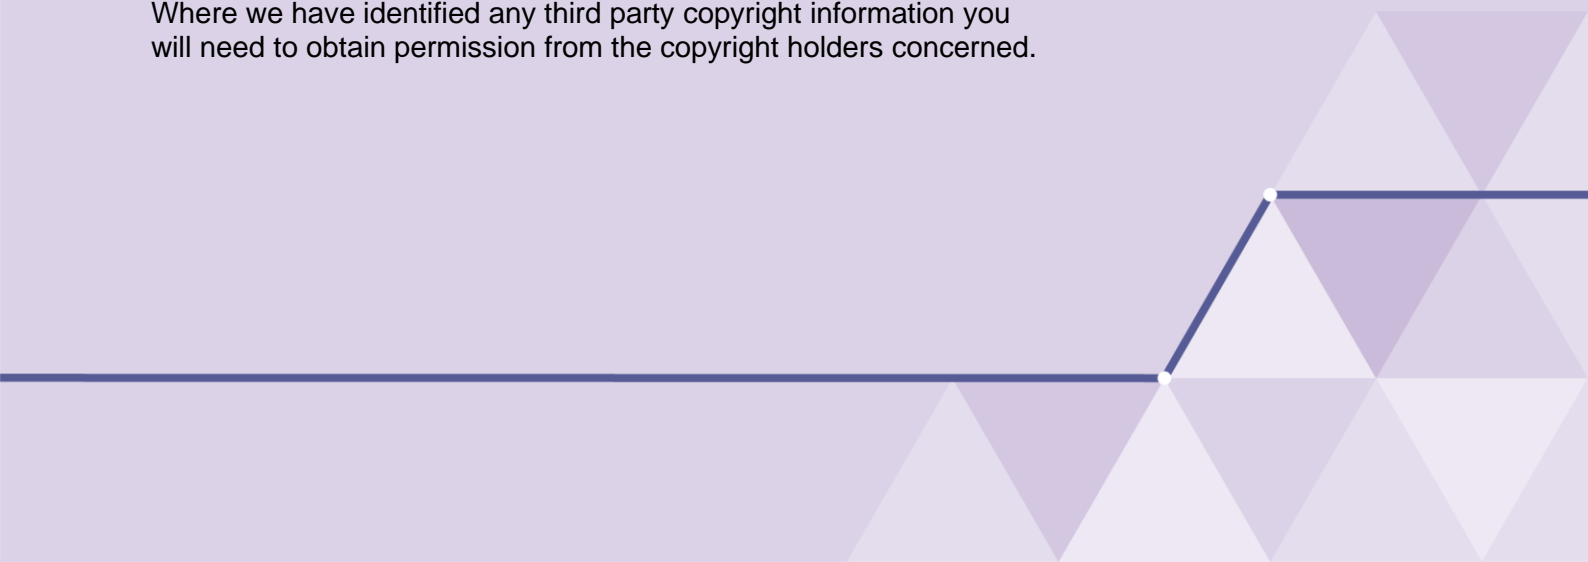 Where we have identified any third party copyright information you
will need to obtain permission from the copyright holders concerned.